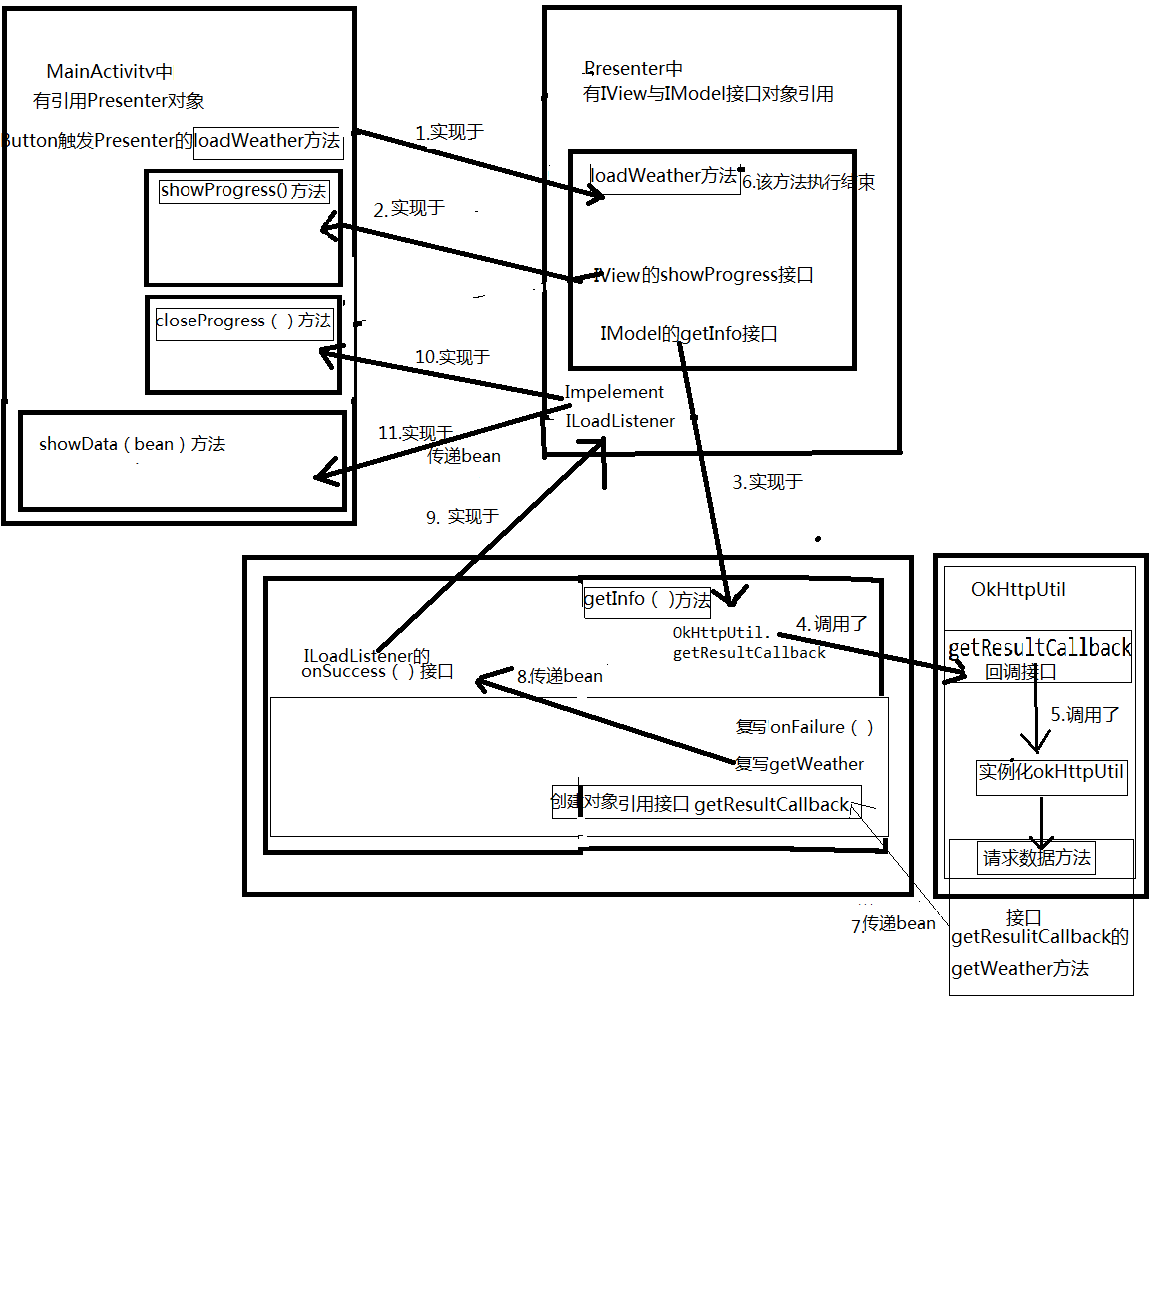 MainActivity中
有引用Presenter对象
Button触发Presenter的loadWeather方法
showProgress()方法
closeProgress（）方法
showData（bean）方法
1.实现于
2.实现于
10.实现于
11.实现于
传递bean
9. 实现于
Presenter中
有IView与IModel接口对象引用
loadWeather方法
6.该方法执行结束
IView的showProgress接口
IModel的getInfo接口
Impelement
ILoadListener
3.实现于
getInfo（ )方法
OkHttpUtil.
getResultCallback
4.调用了
ILoadListener的
onSuccess（）接口
8.传递bean
复写onFailure（）
复写getWeather
创建对象引用接口 getResultCallback
7.传递bean
OkHttpUtil
getResultCallback
回调接口
5.调用了
实例化okHttpUtil
请求数据方法
接口
getResulitCallback的
getWeather方法